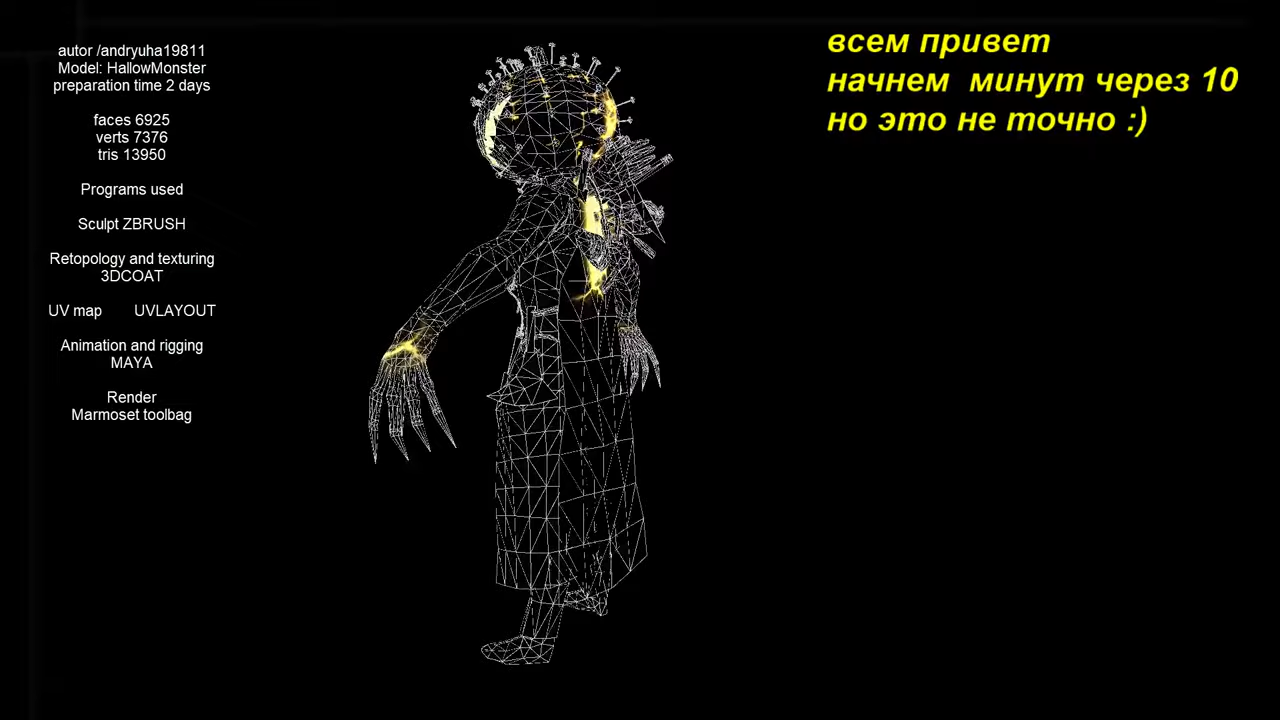 autor /andryuha19811
Model: HallowMonster
preparation time 2 days
faces 6925
verts 7376
tris 13950
Programs used
Sculpt ZBRUSH
Retopology and texturing
3DCOAT
UV map UVLAYOUT
Animation and rigging
MAYA
Render
Marmoset toolbag
всем привет
начнем минут через 10
но это не точно :)